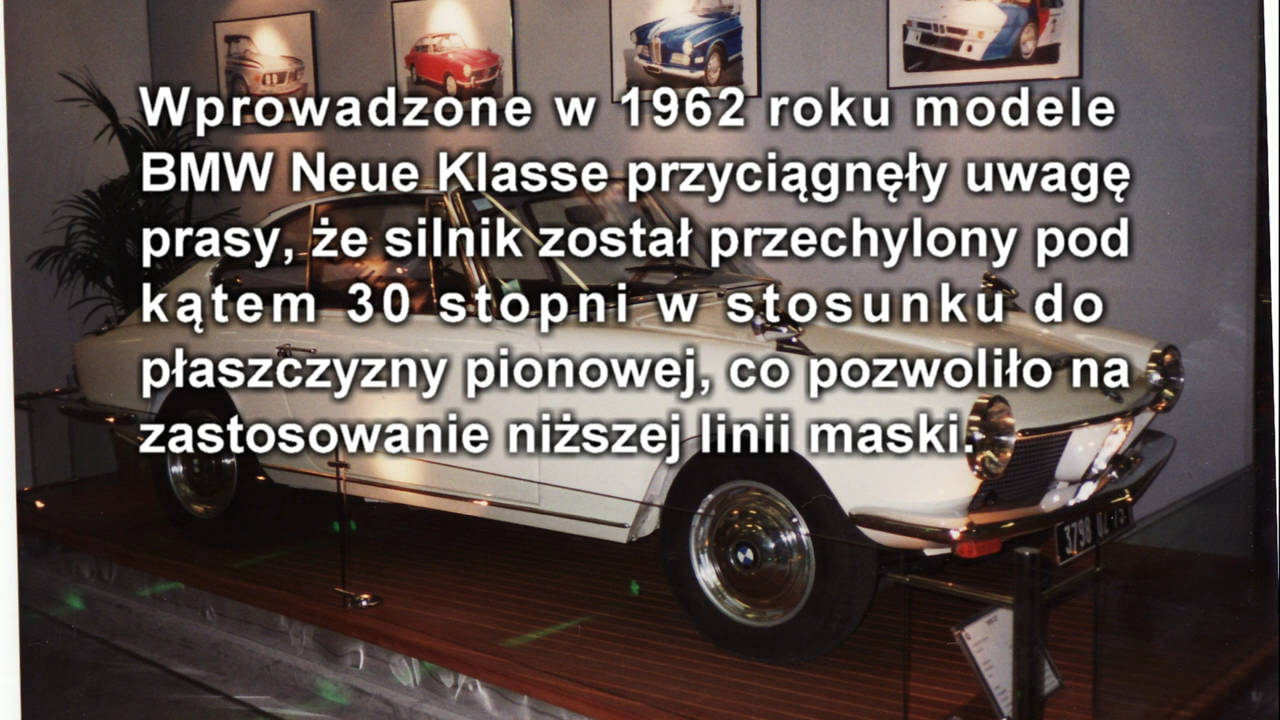 Wprowadzone w 1962 roku modele
BMW Neue Klasse przyciągnęły uwagę
prasy, że silnik został przechylony pod
kątem 30 stopni w stosunku do
płaszczyzny pionowej, co pozwoliło na
zastosowanie niższej linii maski.